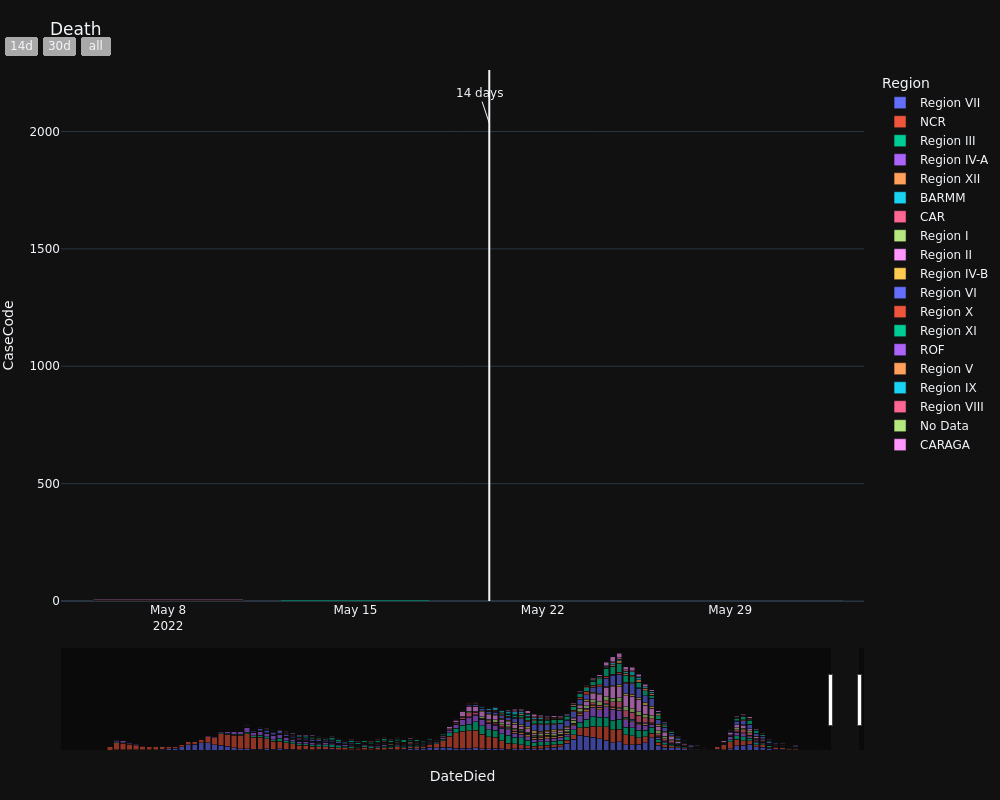 Death
14d
30d
all
14 days
2000
1500
1000
500
0
CaseCode
May 8
2022
May 15
May 22
May 29
DateDied
Region
Region VII
NCR
Region III
Region IV-A
Region XII
BARMM
CAR
Region I
Region II
Region IV-B
Region VI
Region X
Region XI
ROF
Region V
Region IX
Region VIII
No Data
CARAGA